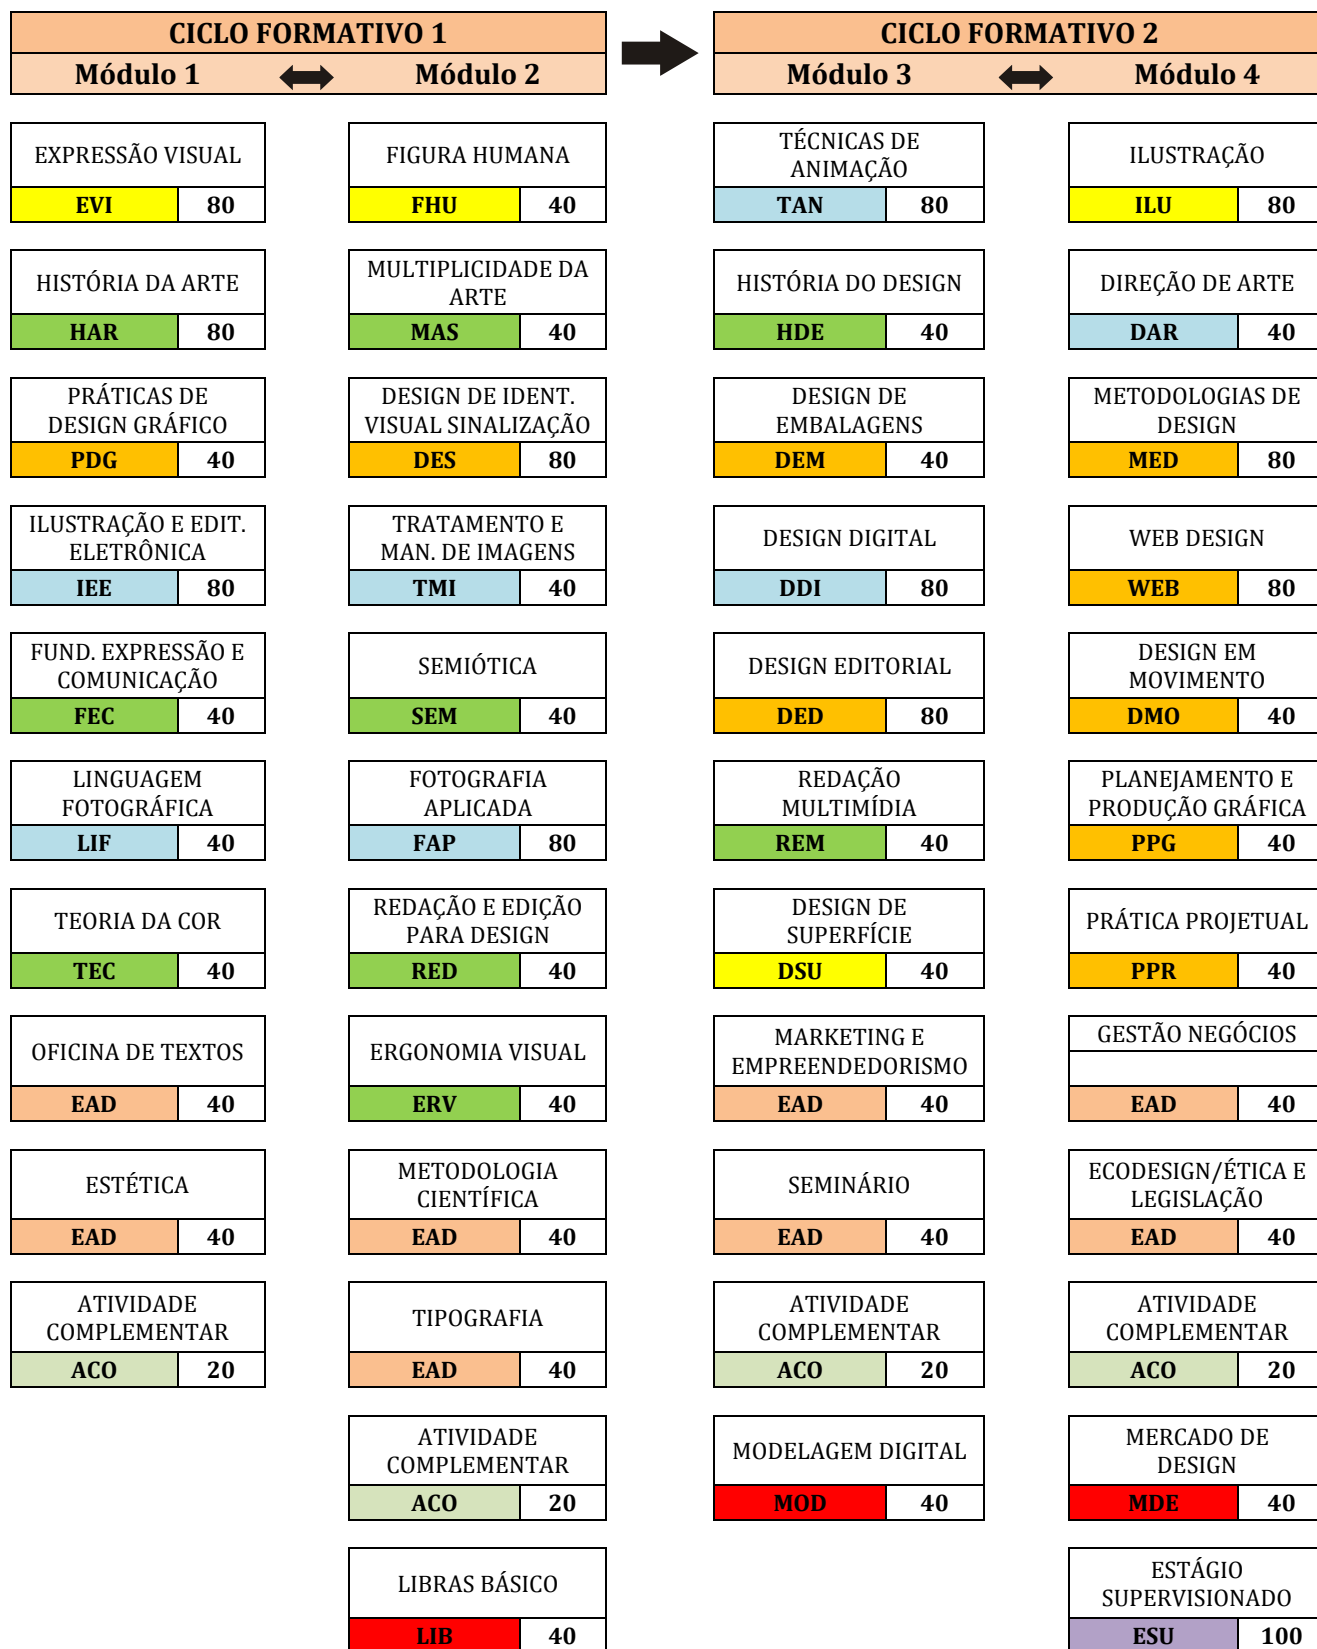 CICLO FORMATIVO 1
CICLO FORMATIVO 2
Módulo 1
Módulo 2
Módulo 3
Módulo 4
EXPRESSÃO VISUAL
EVI 80
FIGURA HUMANA
FHU 40
TÉCNICAS DE
ANIMAÇÃO
TAN 80
ILUSTRAÇÃO
ILU 80
HISTÓRIA DA ARTE
HAR 80
MULTIPLICIDADE DA
ARTE
MAS 40
HISTÓRIA DO DESIGN
HDE 40
DIREÇÃO DE ARTE
DAR 40
PRÁTICAS DE
DESIGN GRÁFICO
PDG 40
DESIGN DE IDENT.
VISUAL SINALIZAÇÃO
DES 80
DESIGN DE
EMBALAGENS
DEM 40
METODOLOGIAS DE
DESIGN
MED 80
ILUSTRAÇÃO E EDIT.
ELETRÔNICA
IEE 80
TRATAMENTO E
MAN. DE IMAGENS
TMI 40
DESIGN DIGITAL
DDI 80
WEB DESIGN
WEB 80
FUND. EXPRESSÃO E
COMUNICAÇÃO
FEC 40
SEMIÓTICA
SEM 40
DESIGN EDITORIAL
DED 80
DESIGN EM
MOVIMENTO
DMO 40
LINGUAGEM
FOTOGRÁFICA
LIF 40
FOTOGRAFIA
APLICADA
FAP 80
REDAÇÃO
MULTIMÍDIA
REM 40
PLANEJAMENTO E
PRODUÇÃO GRÁFICA
PPG 40
TEORIA DA COR
TEC 40
REDAÇÃO E EDIÇÃO
PARA DESIGN
RED 40
DESIGN DE
SUPERFÍCIE
DSU 40
PRÁTICA PROJETUAL
PPR 40
OFICINA DE TEXTOS
EAD 40
ERGONOMIA VISUAL
ERV 40
MARKETING E
EMPREENDEDORISMO
EAD 40
GESTÃO NEGÓCIOS
EAD 40
ESTÉTICA
EAD 40
METODOLOGIA
CIENTÍFICA
EAD 40
SEMINÁRIO
EAD 40
ECODESIGN/ÉTICA E
LEGISLAÇÃO
EAD 40
ATIVIDADE
COMPLEMENTAR
ACO 20
TIPOGRAFIA
EAD 40
ATIVIDADE
COMPLEMENTAR
ACO 20
ATIVIDADE
COMPLEMENTAR
ACO 20
ATIVIDADE
COMPLEMENTAR
ACO 20
MODELAGEM DIGITAL
MOD 40
MERCADO DE
DESIGN
MDE 40
LIBRAS BÁSICO
LIB 40
ESTÁGIO
SUPERVISIONADO
ESU 100